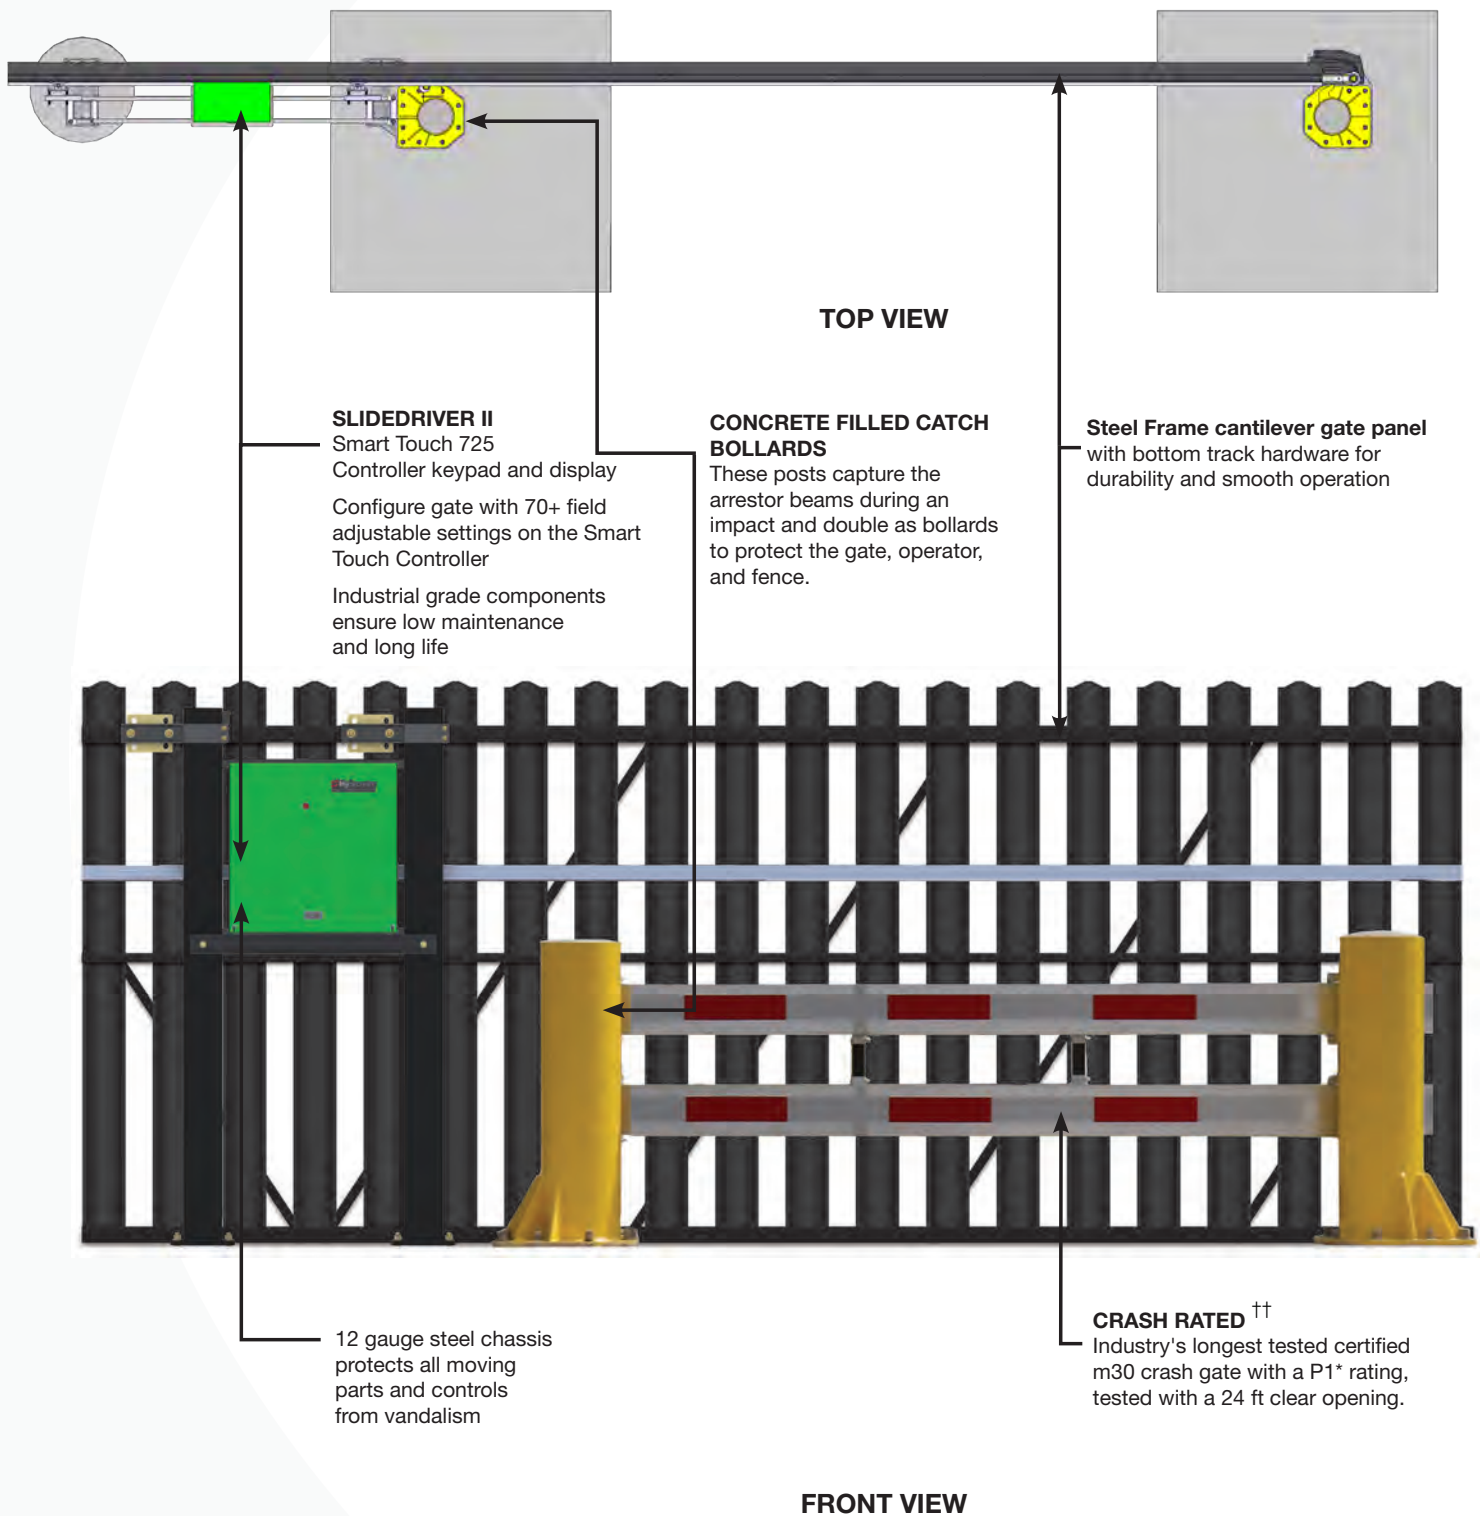 TOP VIEW
SLIDEDRIVER II
Smart Touch 725
Controller keypad and display
Configure gate with 70+ field
adjustable settings on the Smart
Touch Controller
Industrial grade components
ensure low maintenance
and long life
CONCRETE FILLED CATCH
BOLLARDS
These posts capture the
arrestor beams during an
impact and double as bollards
to protect the gate, operator,
and fence.
Steel Frame cantilever gate panel
with bottom track hardware for
durability and smooth operation
12 gauge steel chassis
protects all moving
parts and controls
from vandalism
CRASH RATED ††
Industry's longest tested certified
m30 crash gate with a P1* rating,
tested with a 24 ft clear opening.
FRONT VIEW